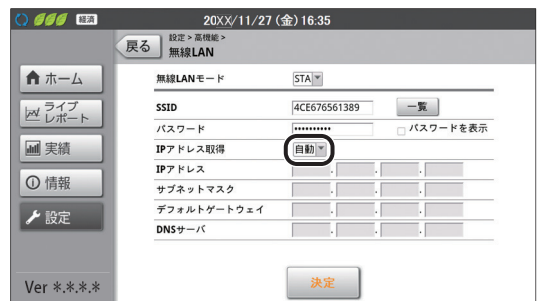 経済 20XX/11/27 (金) 16:35
戻る
設定 > 高機能 >
無線LAN
ホーム
ライブ
レポート
実績
情報
設定
Ver *.*.*.*
無線LANモード STA
SSID 4CE676561389 一覧
パスワード •••••••••• パスワードを表示
IPアドレス取得 自動
IPアドレス . . .
サブネットマスク . . .
デフォルトゲートウェイ . . .
DNSサーバ . . .
決定